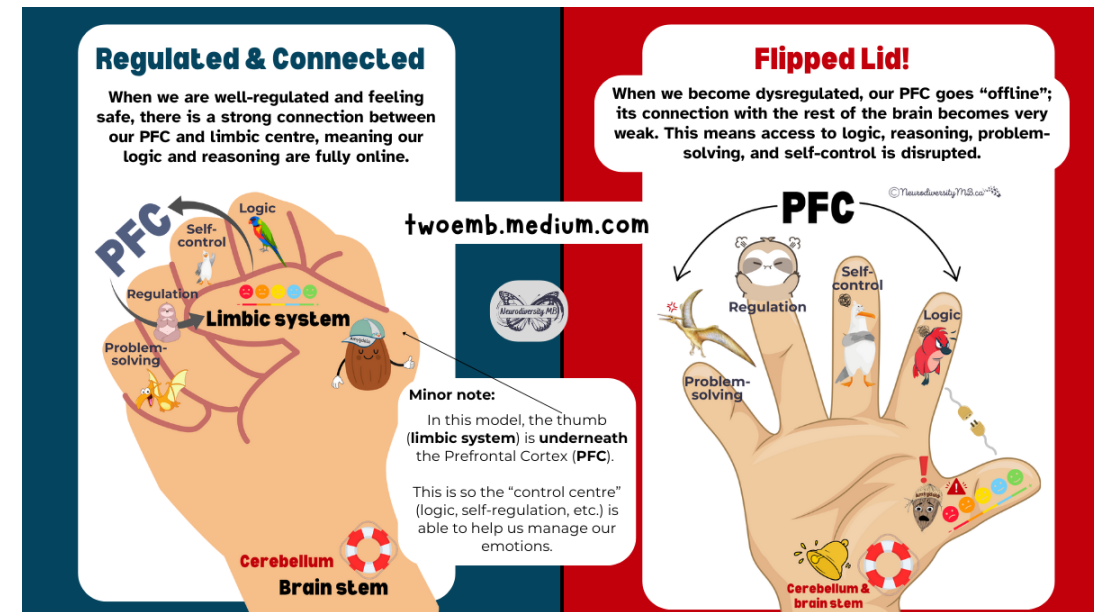 Regulated & Connected
When we are well-regulated and feeling
safe, there is a strong connection between
our PFC and limbic centre, meaning our
logic and reasoning are fully online.
PFC
Logic
Self-
control
Regulation
Limbic system
Problem-
solving
Cerebellum
Brain stem
twoemb.medium.com
Neurodiversity MB
Minor note:
In this model, the thumb
(limbic system) is underneath
the Prefrontal Cortex (PFC).
This is so the “control centre”
(logic, self-regulation, etc.) is
able to help us manage our
emotions.
Flipped Lid!
When we become dysregulated, our PFC goes “offline”;
its connection with the rest of the brain becomes very
weak. This means access to logic, reasoning, problem-
solving, and self-control is disrupted.
©NeurodiversityMB.ca
PFC
Self-
control
Regulation
Logic
Problem-
solving
Cerebellum &
brain stem